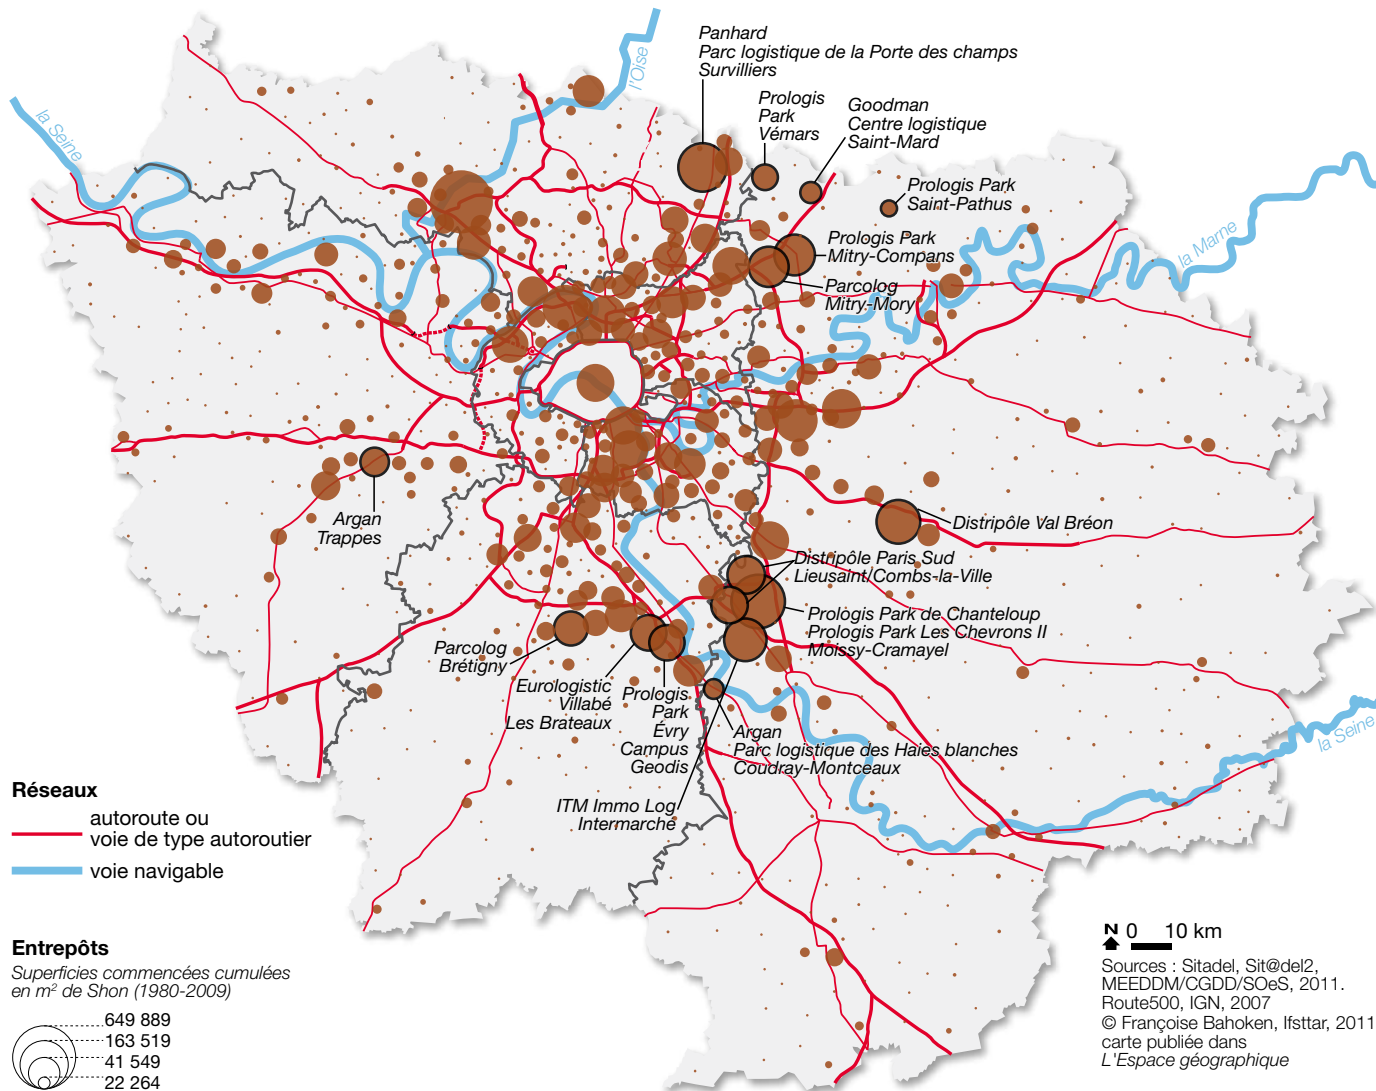 Panhard
Parc logistique de la Porte des champs
Survilliers
Prologis
Park
Vémars
Goodman
Centre logistique
Saint-Mard
l'Oise
la Seine
Prologis Park
Saint-Pathus
Prologis Park
Mitry-Compans
la Marne
Parcolog
Mitry-Mory
Argan
Trappes
Distripôle Val Bréon
Distripôle Paris Sud
Lieusaint/Combs-la-Ville
Prologis Park de Chanteloup
Prologis Park Les Chevrons II
Moissy-Cramayel
Parcolog
Brétigny
Eurologistic
Villabé
Les Brateaux
Prologis
Park
Évry
Campus
Geodis
Argan
Parc logistique des Haies blanches
Coudray-Montceaux
la Seine
ITM Immo Log
Intermarché
Réseaux
autoroute ou
voie de type autoroutier
voie navigable
Entrepôts
Superficies commencées cumulées
en m² de Shon (1980-2009)
649 889
163 519
41 549
22 264
N 0 10 km
Sources : Sitadel, Sit@del2,
MEEDDM/CGDD/SOeS, 2011.
Route500, IGN, 2007
© Françoise Bahoken, Ifsttar, 2011
carte publiée dans
L'Espace géographique